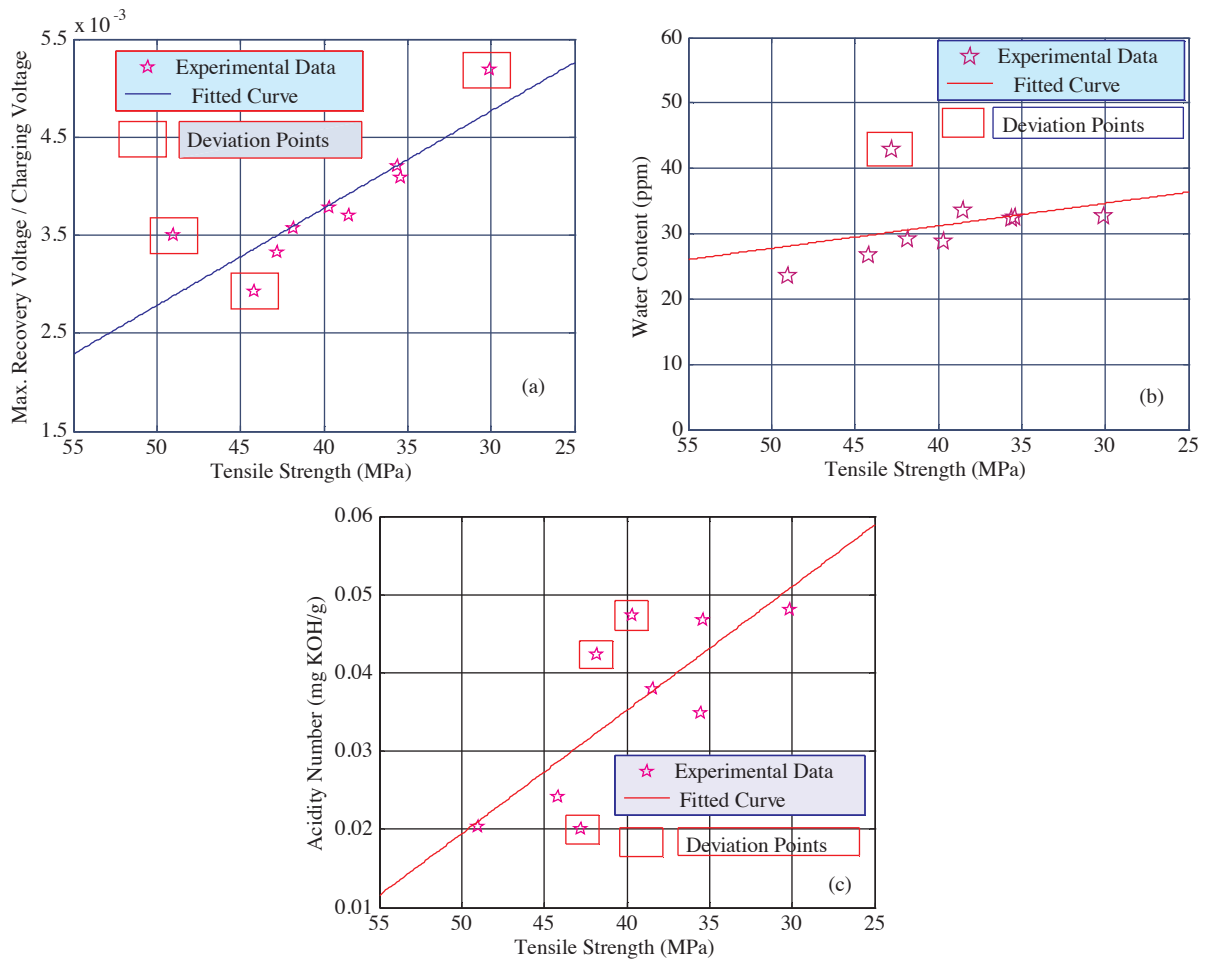 x 10 -3
5.5
4.5
3.5
2.5
1.5
Max. Recovery Voltage / Charging Voltage
Experimental Data
Fitted Curve
Deviation Points
(a)
55 50 45 40 35 30 25
Tensile Strength (MPa)
60
50
40
30
20
10
0
Water Content (ppm)
Experimental Data
Fitted Curve
Deviation Points
(b)
55 50 45 40 35 30 25
Tensile Strength (MPa)
0.06
0.05
0.04
0.03
0.02
0.01
Acidity Number (mg KOH/g)
Experimental Data
Fitted Curve
Deviation Points
(c)
55 50 45 40 35 30 25
Tensile Strength (MPa)